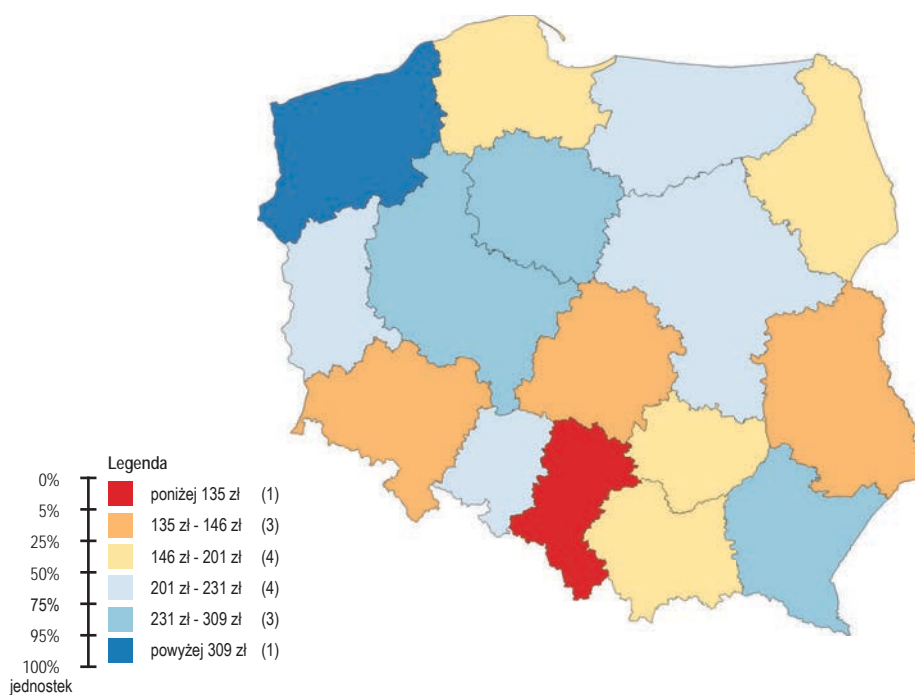 Legenda
0%
5%
25%
50%
75%
95%
100%
jednostek
poniżej 135 zł (1)
135 zł - 146 zł (3)
146 zł - 201 zł (4)
201 zł - 231 zł (4)
231 zł - 309 zł (3)
powyżej 309 zł (1)